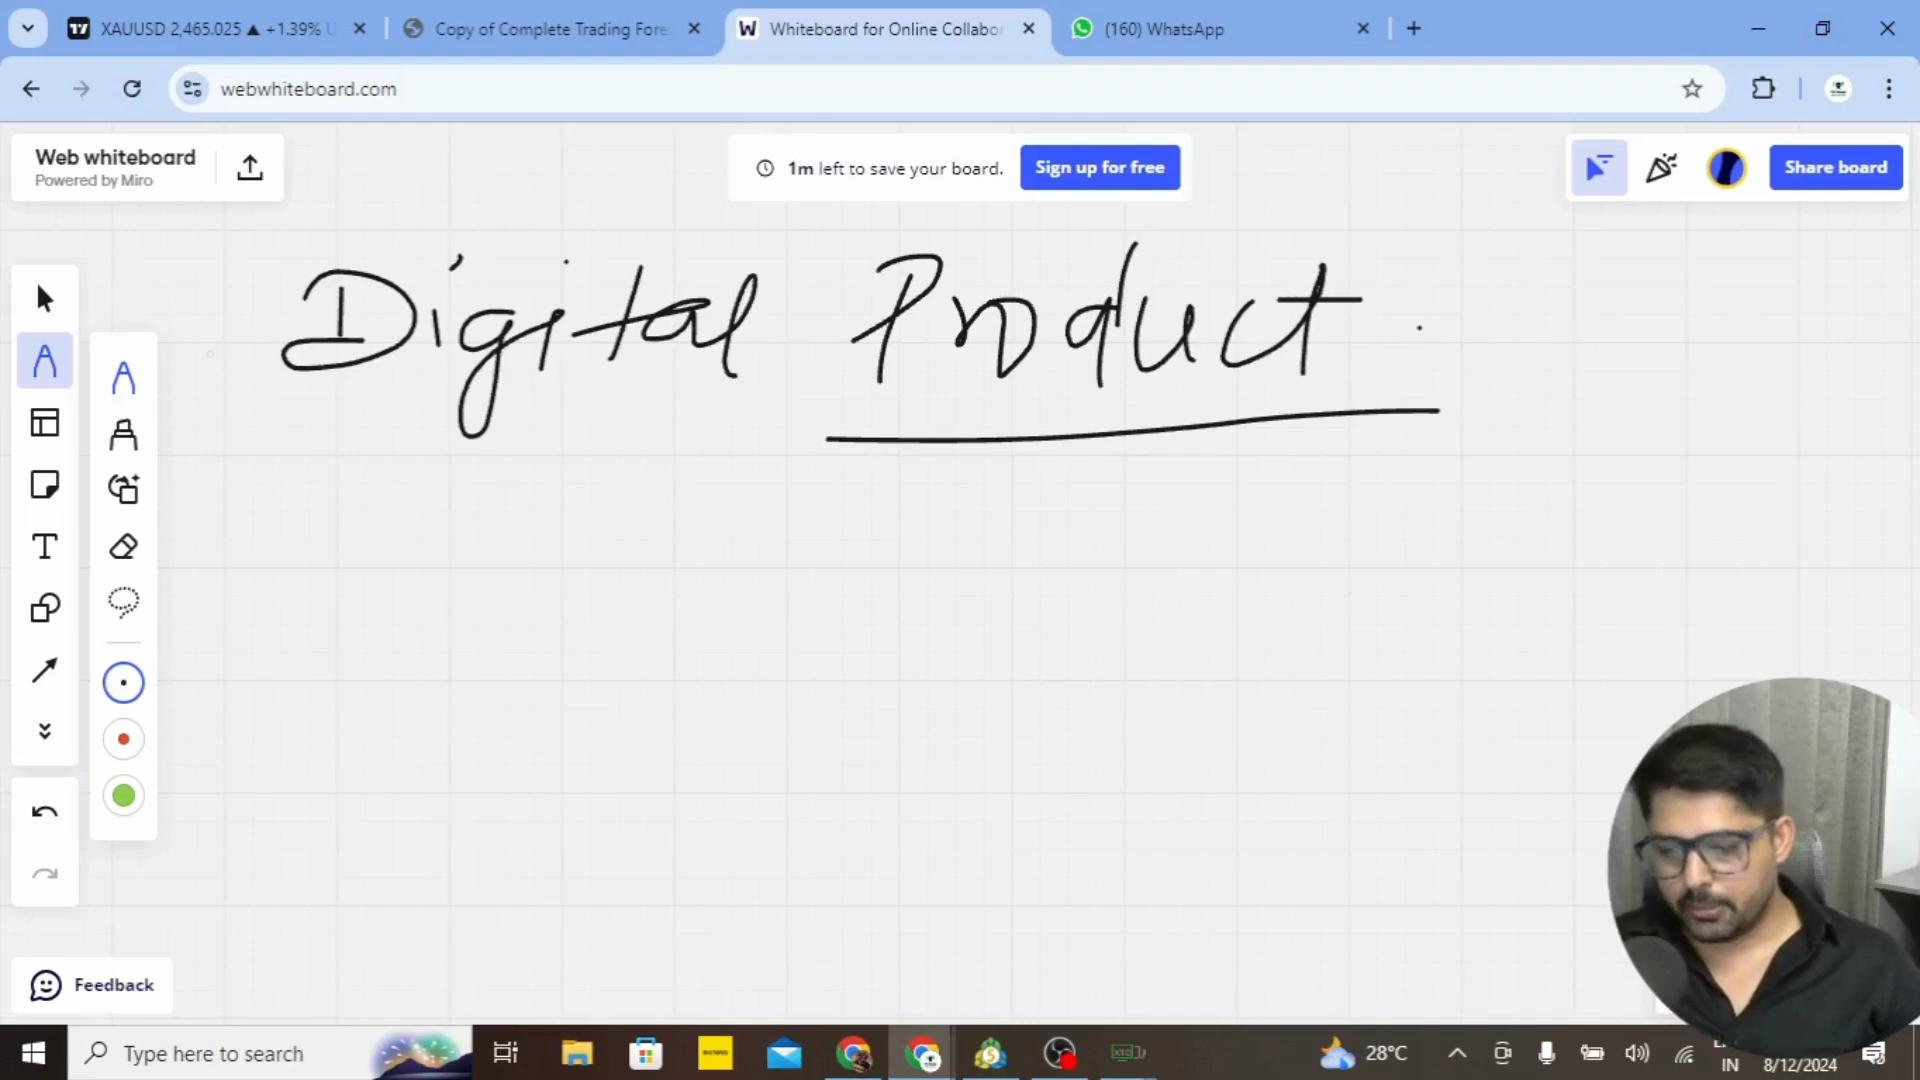 XAUUSD 2,465.025 ▲ +1.39%
Copy of Complete Trading Fore
Whiteboard for Online Collabo
(160) WhatsApp
webwhiteboard.com
Web whiteboard
Powered by Miro
1m left to save your board.
Sign up for free
Share board
Digital Product .
Feedback
Type here to search
28°C
IN
8/12/2024